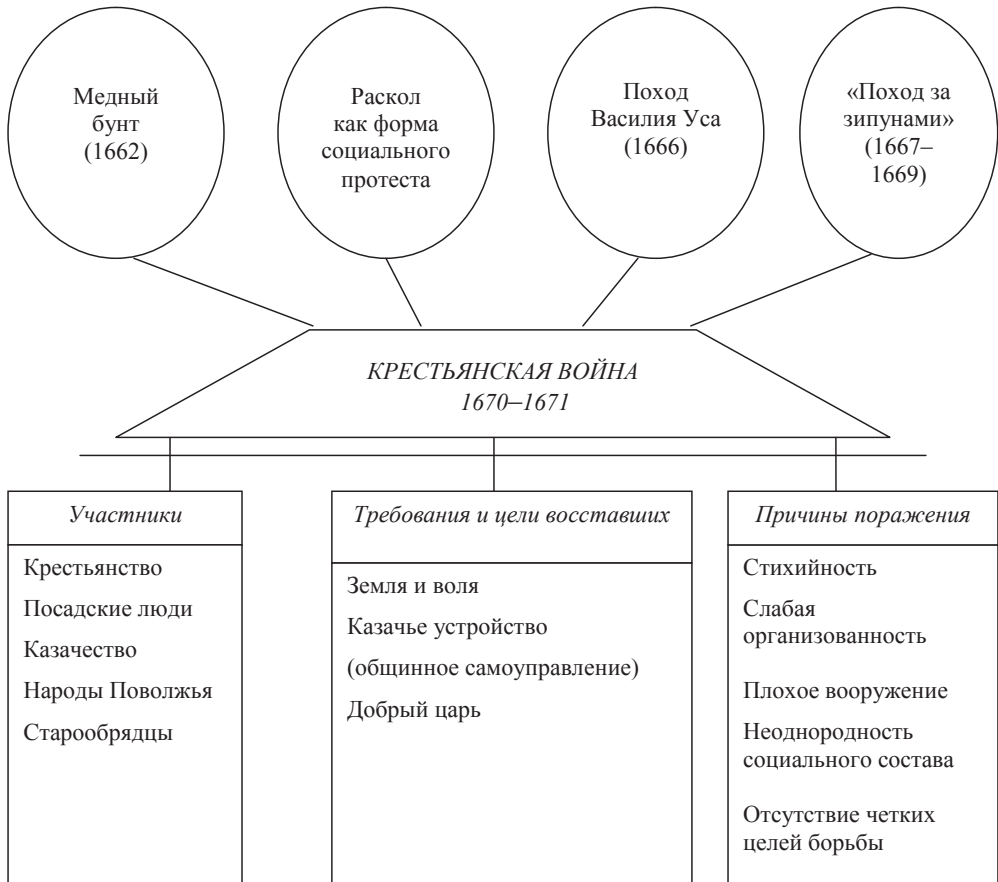 Медный
бунт
(1662)
Раскол
как форма
социального
протеста
Поход
Василия Уса
(1666)
«Поход за
зипунами»
(1667–
1669)
КРЕСТЬЯНСКАЯ ВОЙНА
1670–1671
Участники
Крестьянство
Посадские люди
Казачество
Народы Поволжья
Старообрядцы
Требования и цели восставших
Земля и воля
Казачье устройство
(общинное самоуправление)
Добрый царь
Причины поражения
Стихийность
Слабая
организованность
Плохое вооружение
Неоднородность
социального состава
Отсутствие четких
целей борьбы